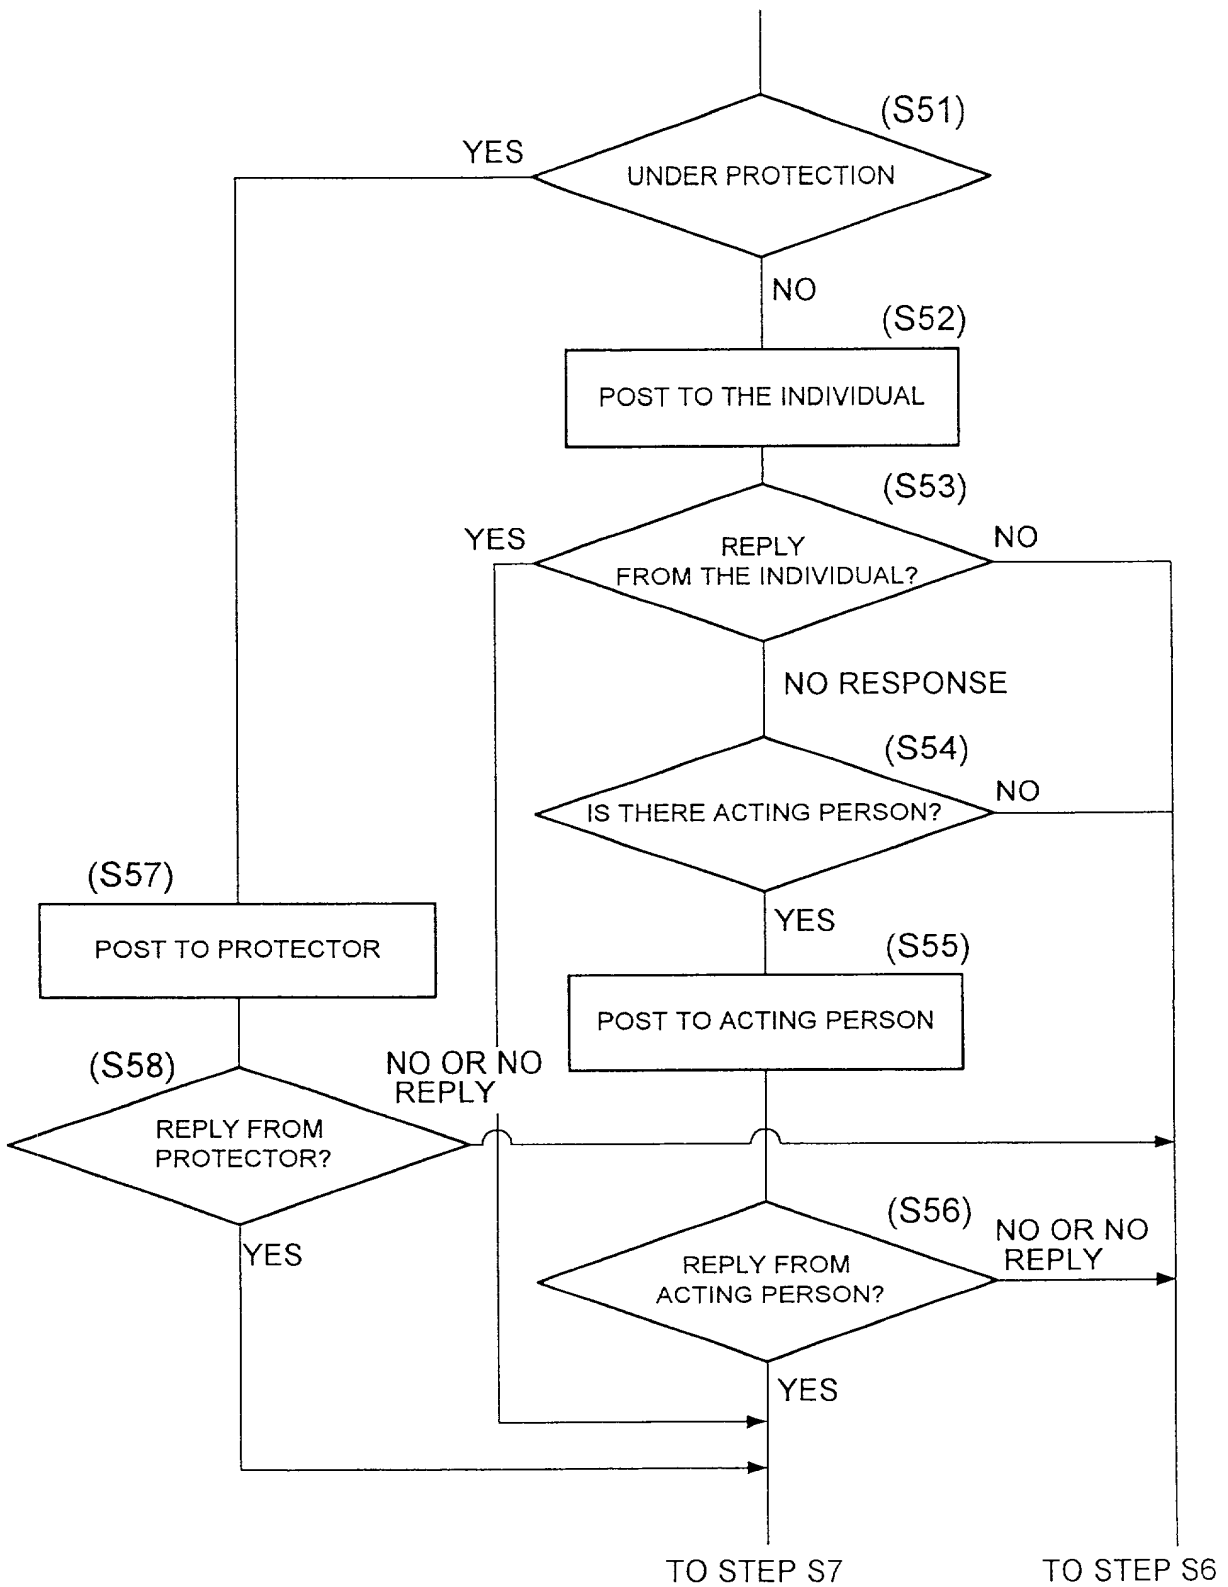 (S51)
YES
UNDER PROTECTION
NO
(S52)
POST TO THE INDIVIDUAL
(S53)
YES
REPLY
FROM THE INDIVIDUAL?
NO
NO RESPONSE
(S54)
IS THERE ACTING PERSON?
NO
YES
(S57)
POST TO PROTECTOR
(S55)
POST TO ACTING PERSON
(S58)
NO OR NO
REPLY
REPLY FROM
PROTECTOR?
YES
(S56)
REPLY FROM
ACTING PERSON?
NO OR NO
REPLY
YES
TO STEP S7
TO STEP S6